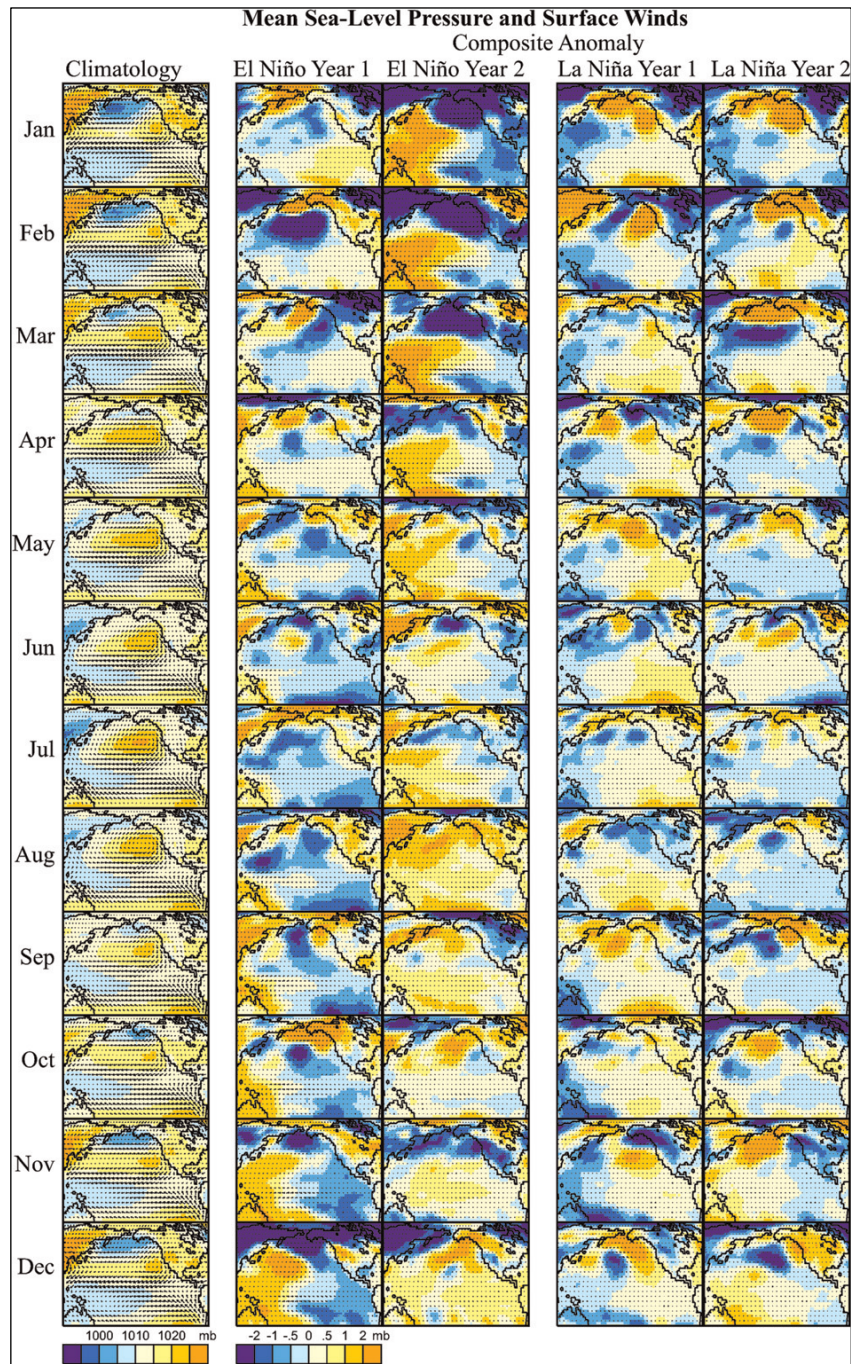 Mean Sea-Level Pressure and Surface Winds
Composite Anomaly
Climatology El Niño Year 1 El Niño Year 2 La Niña Year 1 La Niña Year 2
Jan
Feb
Mar
Apr
May
Jun
Jul
Aug
Sep
Oct
Nov
Dec
1000 1010 1020 mb -2 -1 -.5 0 .5 1 2 mb